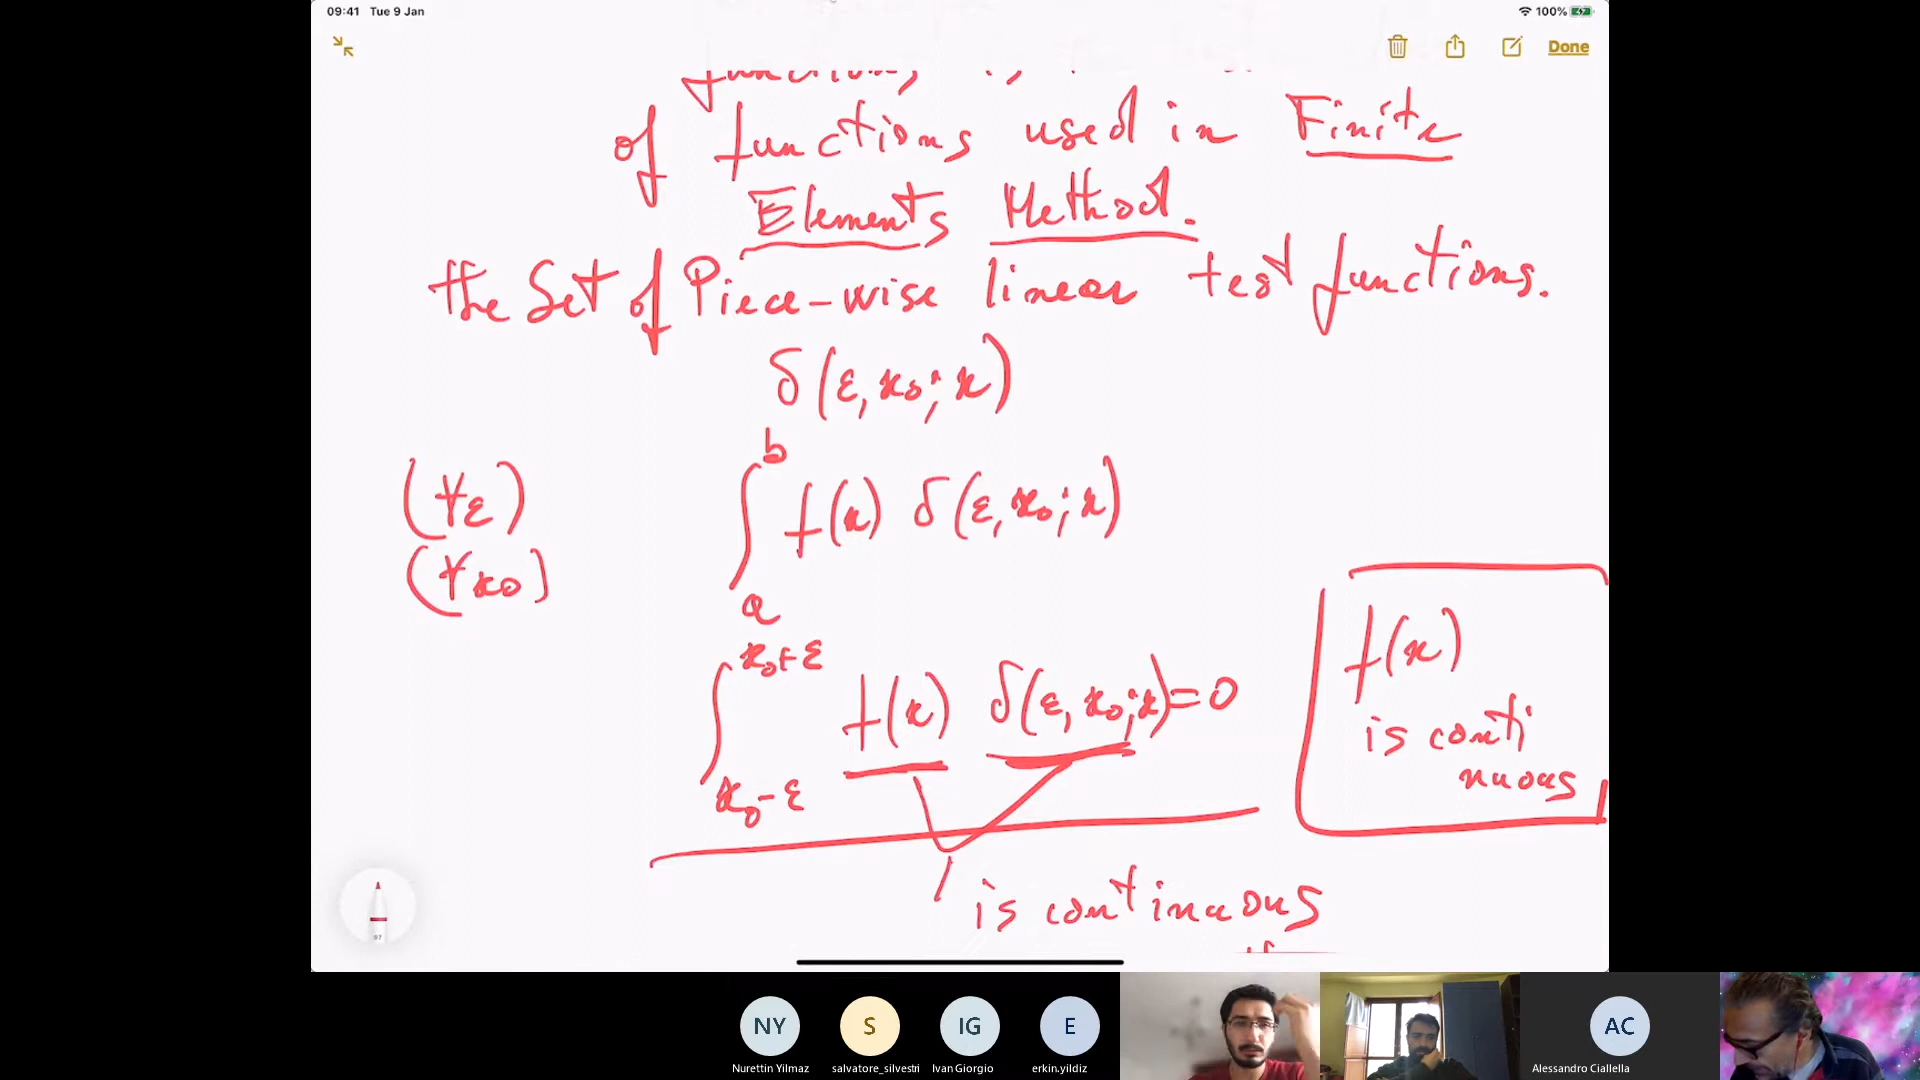 09:41 Tue 9 Jan
100%
Done
of functions used in Finite
Elements Method.
the Set of Piece-wise linear test functions.
δ(ε, x₀; x)
(∀ε)
(∀x₀)
∫ₐᵇ f(x) δ(ε, x₀; x)
∫_{x₀-ε}^{x₀+ε} f(x) δ(ε, x₀; x) = 0
f(x)
is conti
nuous
is continuous
97
NY
S
IG
E
AC
Nurettin Yilmaz
salvatore_silvestri
Ivan Giorgio
erkin.yildiz
Alessandro Ciallella